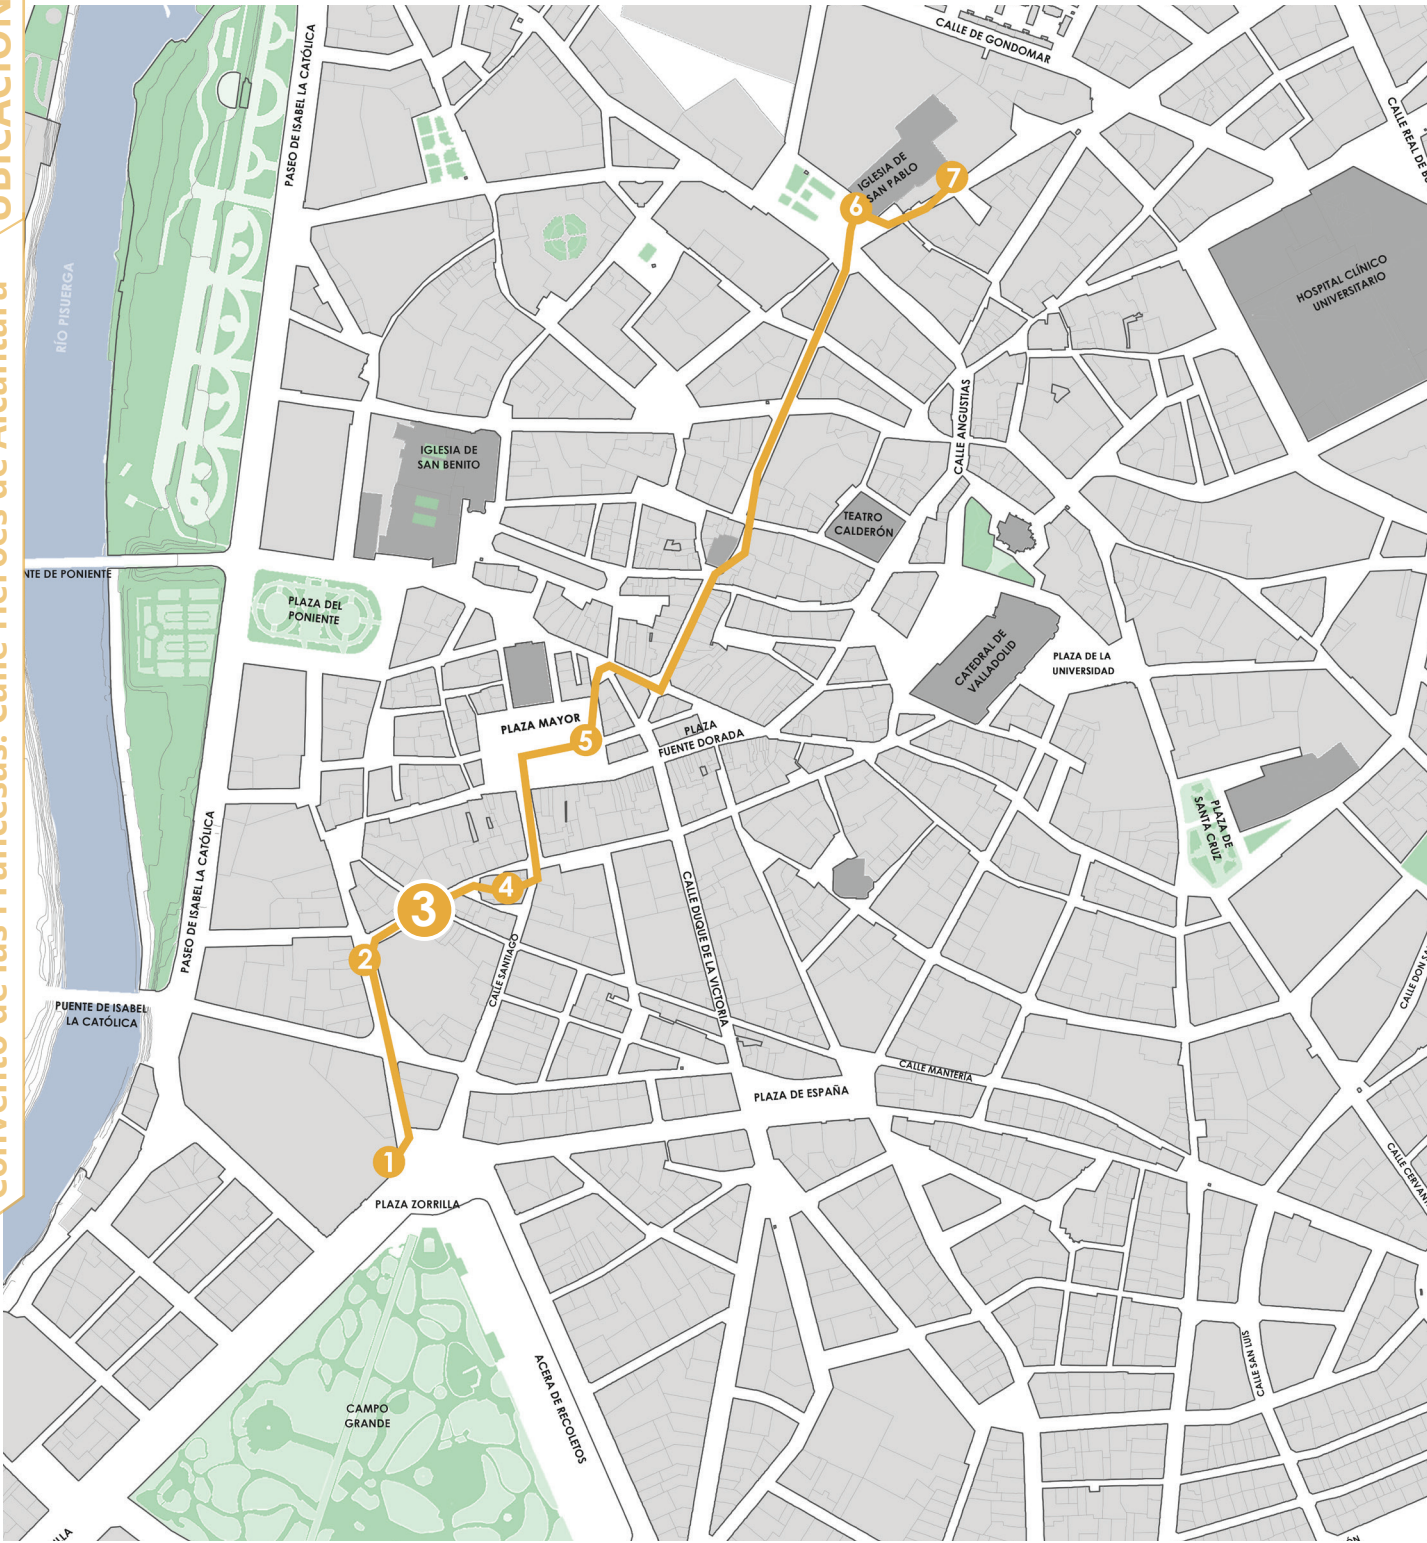 UBICACIÓN
Convento de las Francesas. Calle Héroes de Alcántara
CALLE DE GONDOMAR
PASEO DE ISABEL LA CATÓLICA
CALLE REAL DE
IGLESIA DE
SAN PABLO
7
6
RÍO PISUERGA
HOSPITAL CLÍNICO
UNIVERSITARIO
CALLE ANGUSTIAS
IGLESIA DE
SAN BENITO
TEATRO
CALDERÓN
NTE DE PONIENTE
PLAZA DEL
PONIENTE
CATEDRAL DE
VALLADOLID
PLAZA DE LA
UNIVERSIDAD
PLAZA MAYOR
5
PLAZA
FUENTE DORADA
PLAZA DE
SANTA CRUZ
PASEO DE ISABEL LA CATÓLICA
4
3
CALLE DUQUE DE LA VICTORIA
2
CALLE SANTIAGO
CALLE DON
PUENTE DE ISABEL
LA CATÓLICA
CALLE MANTERÍA
PLAZA DE ESPAÑA
1
CALLE CERVAN
PLAZA ZORRILLA
CALLE SAN LUIS
ACERA DE RECOLETOS
CAMPO
GRANDE
ILLA
ÓN